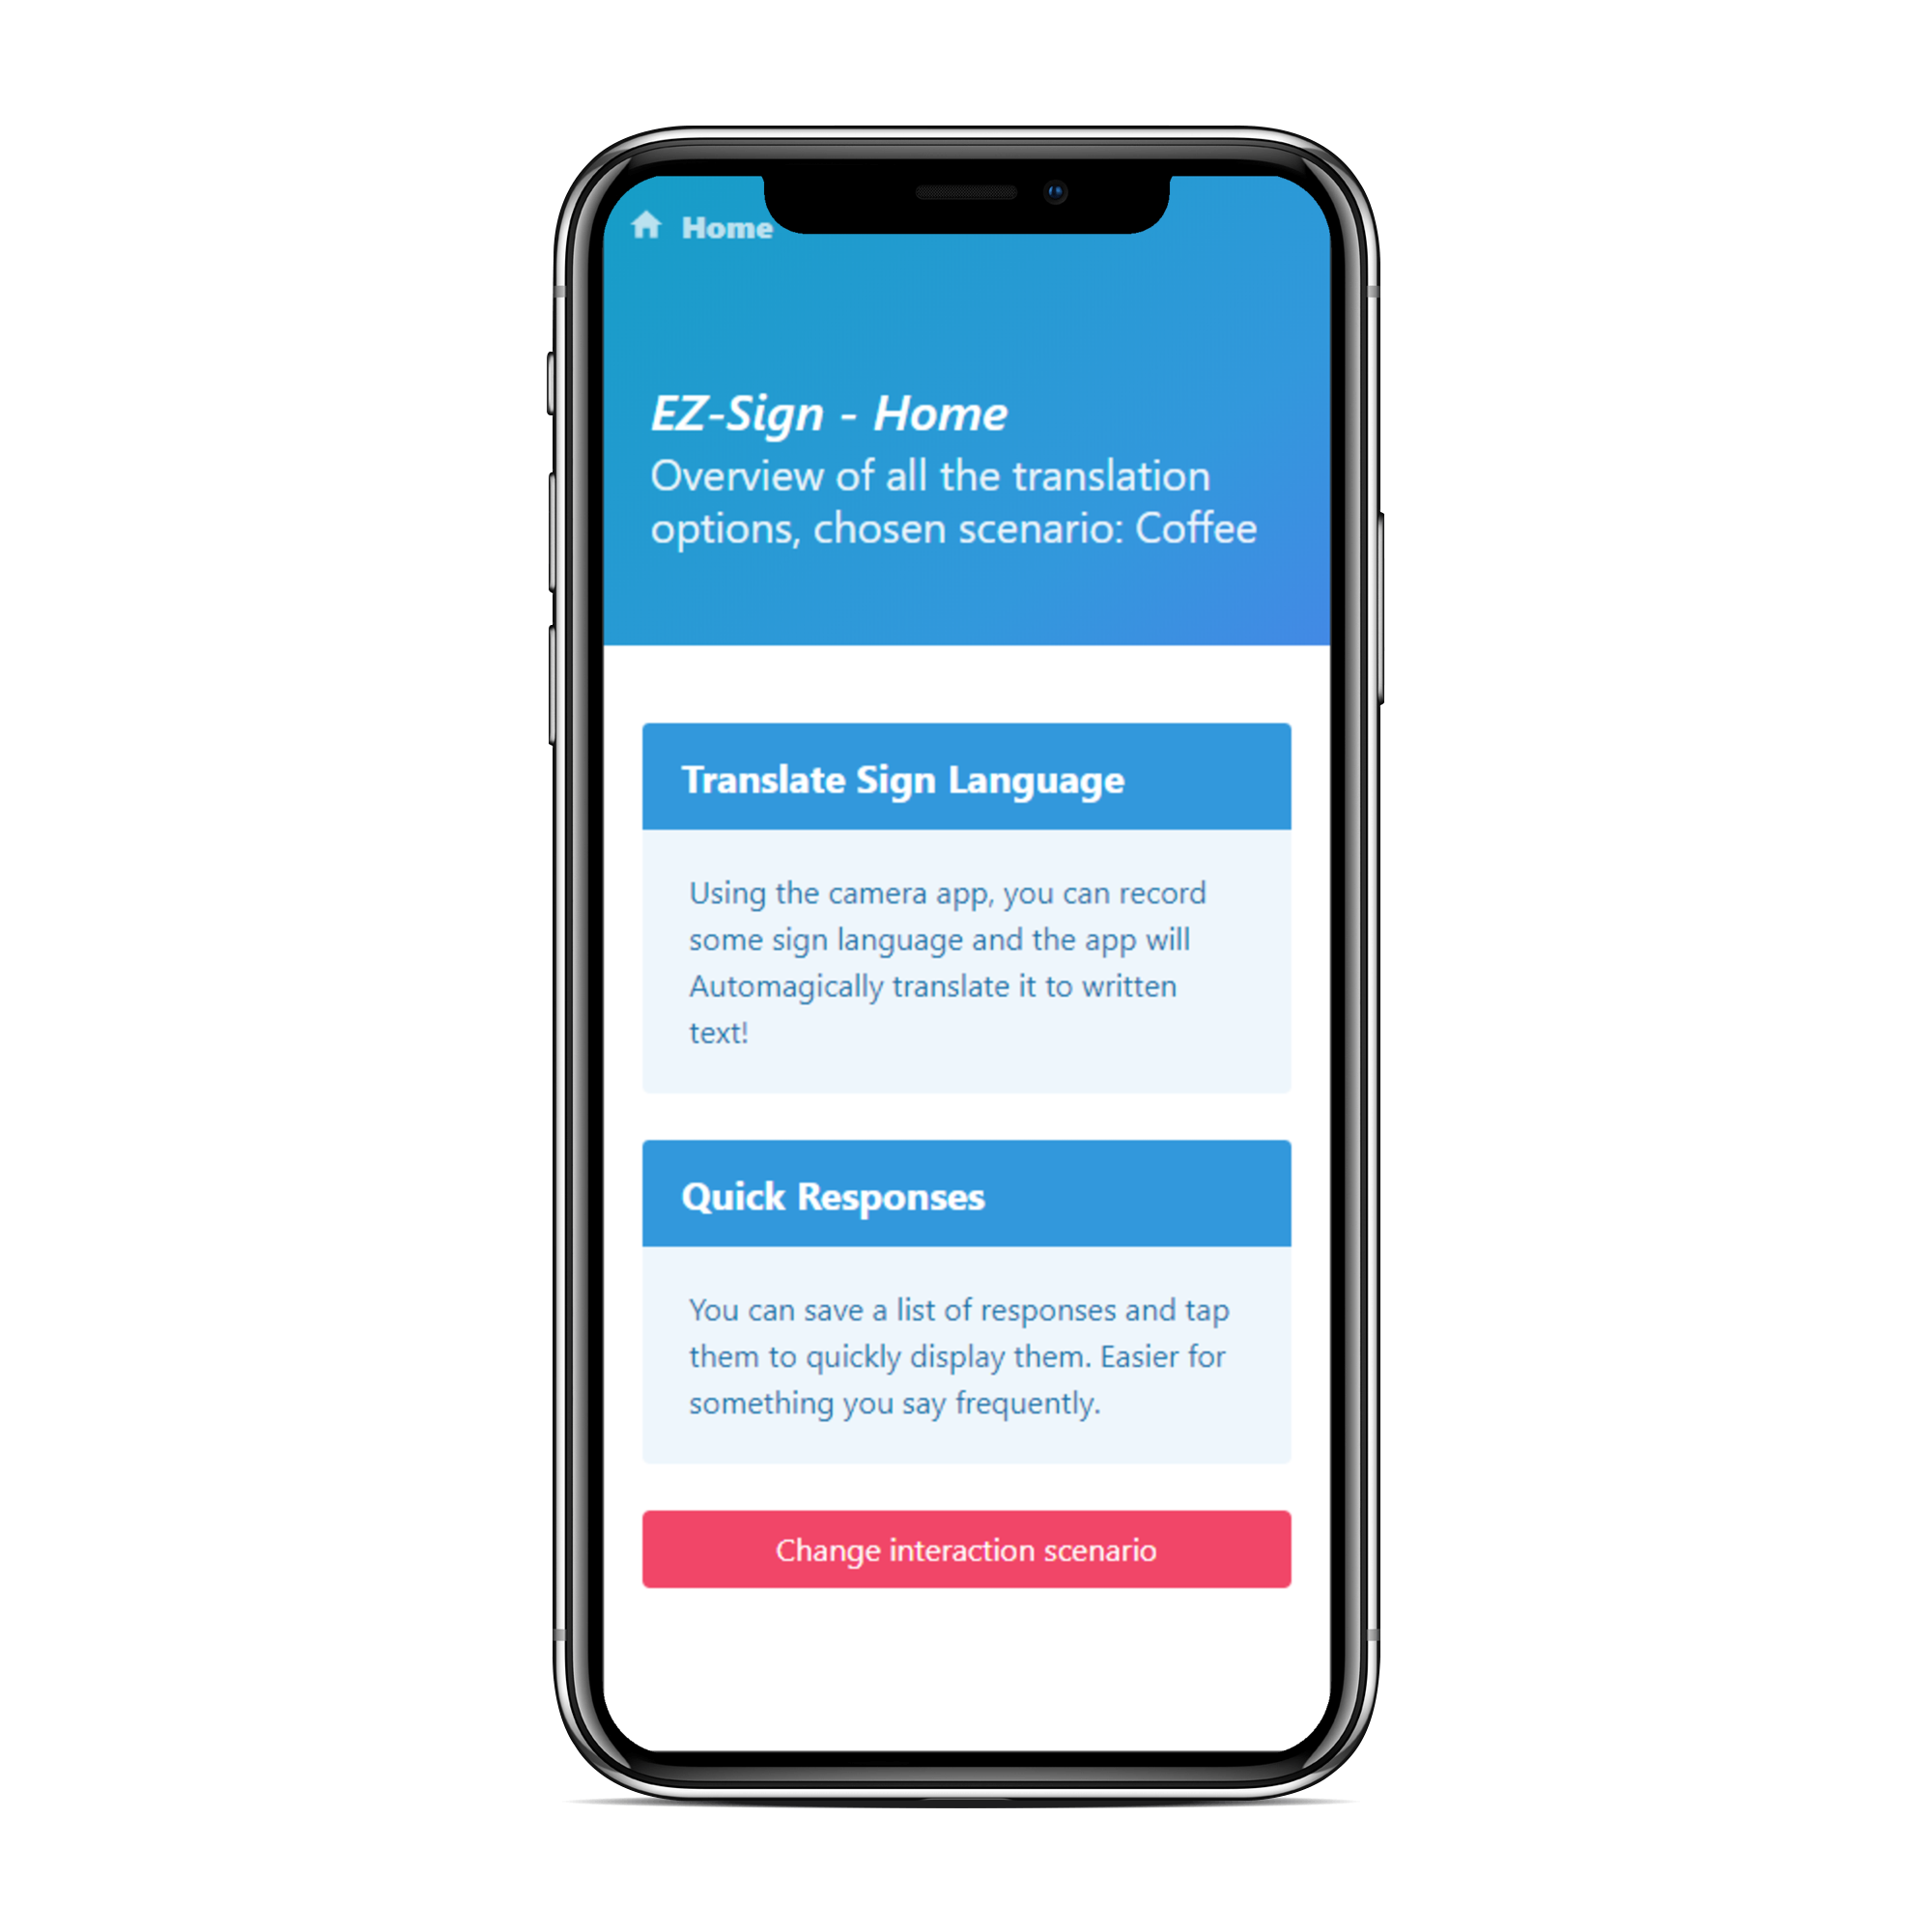 Home
EZ-Sign - Home
Overview of all the translation
options, chosen scenario: Coffee
Translate Sign Language
Using the camera app, you can record
some sign language and the app will
Automagically translate it to written
text!
Quick Responses
You can save a list of responses and tap
them to quickly display them. Easier for
something you say frequently.
Change interaction scenario